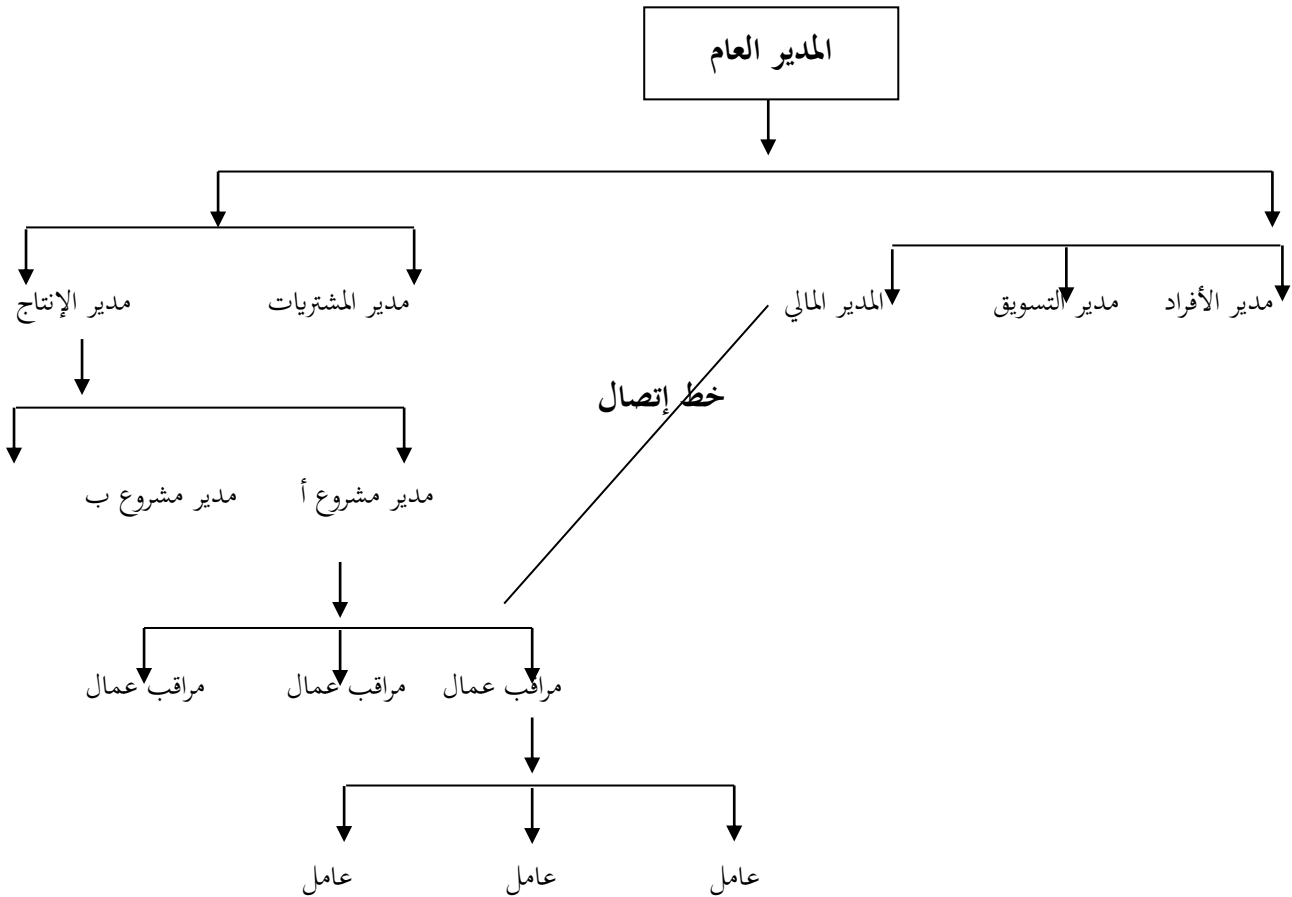 المدير العام
مدير الأفراد
مدير التسويق
المدير المالي
مدير المشتريات
مدير الإنتاج
خط إتصال
مدير مشروع أ
مدير مشروع ب
مراقب عمال
مراقب عمال
مراقب عمال
عامل
عامل
عامل